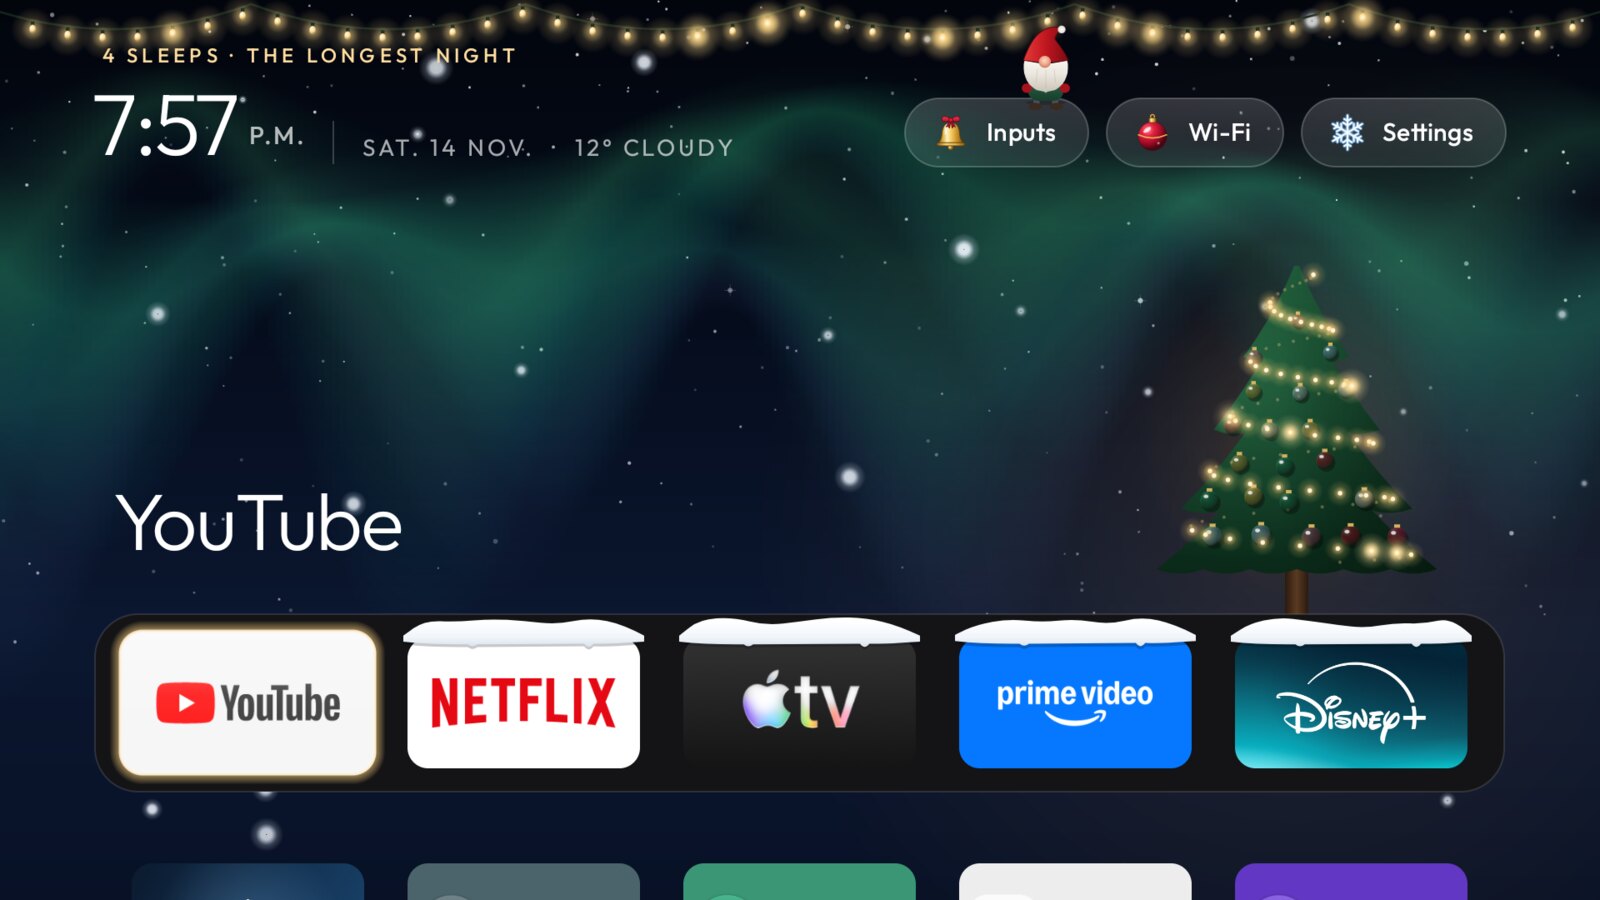 4 SLEEPS · THE LONGEST NIGHT
7:57 P.M.
SAT. 14 NOV. · 12° CLOUDY
Inputs
Wi-Fi
Settings
YouTube
YouTube
NETFLIX
tv
prime video
Disney+